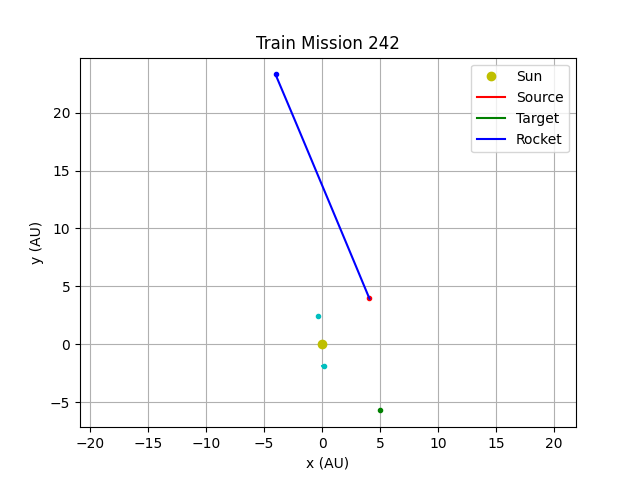 Train Mission 242
Sun
Source
Target
Rocket
y (AU)
20
15
10
5
0
−5
−20 −15 −10 −5 0 5 10 15 20
x (AU)